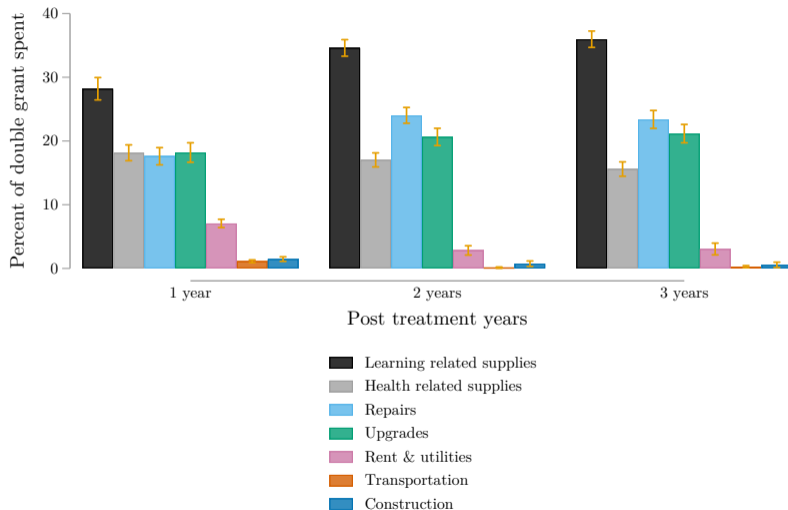 Percent of double grant spent
40
30
20
10
0
1 year
2 years
3 years
Post treatment years
Learning related supplies
Health related supplies
Repairs
Upgrades
Rent & utilities
Transportation
Construction